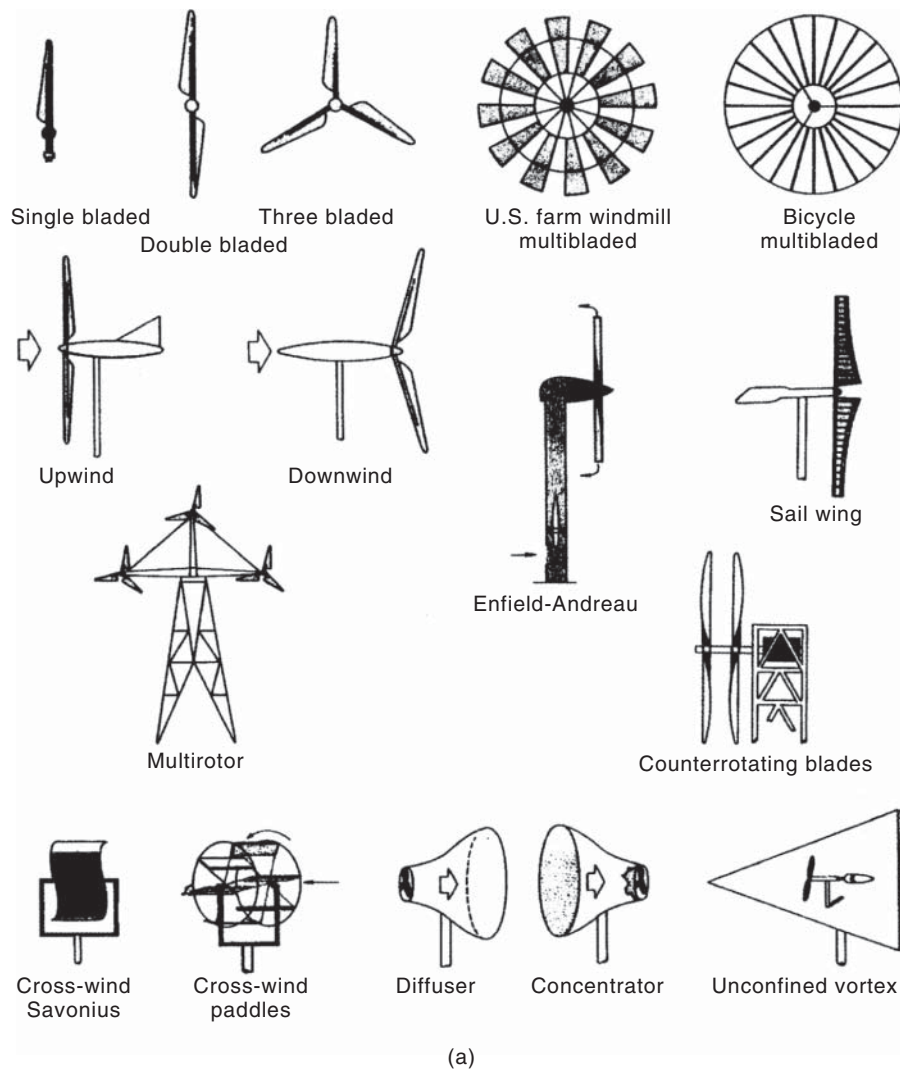 Single bladed
Double bladed
Three bladed
U.S. farm windmill
multibladed
Bicycle
multibladed
Upwind
Downwind
Enfield-Andreau
Sail wing
Multirotor
Counterrotating blades
Cross-wind
Savonius
Cross-wind
paddles
Diffuser
Concentrator
Unconfined vortex
(a)